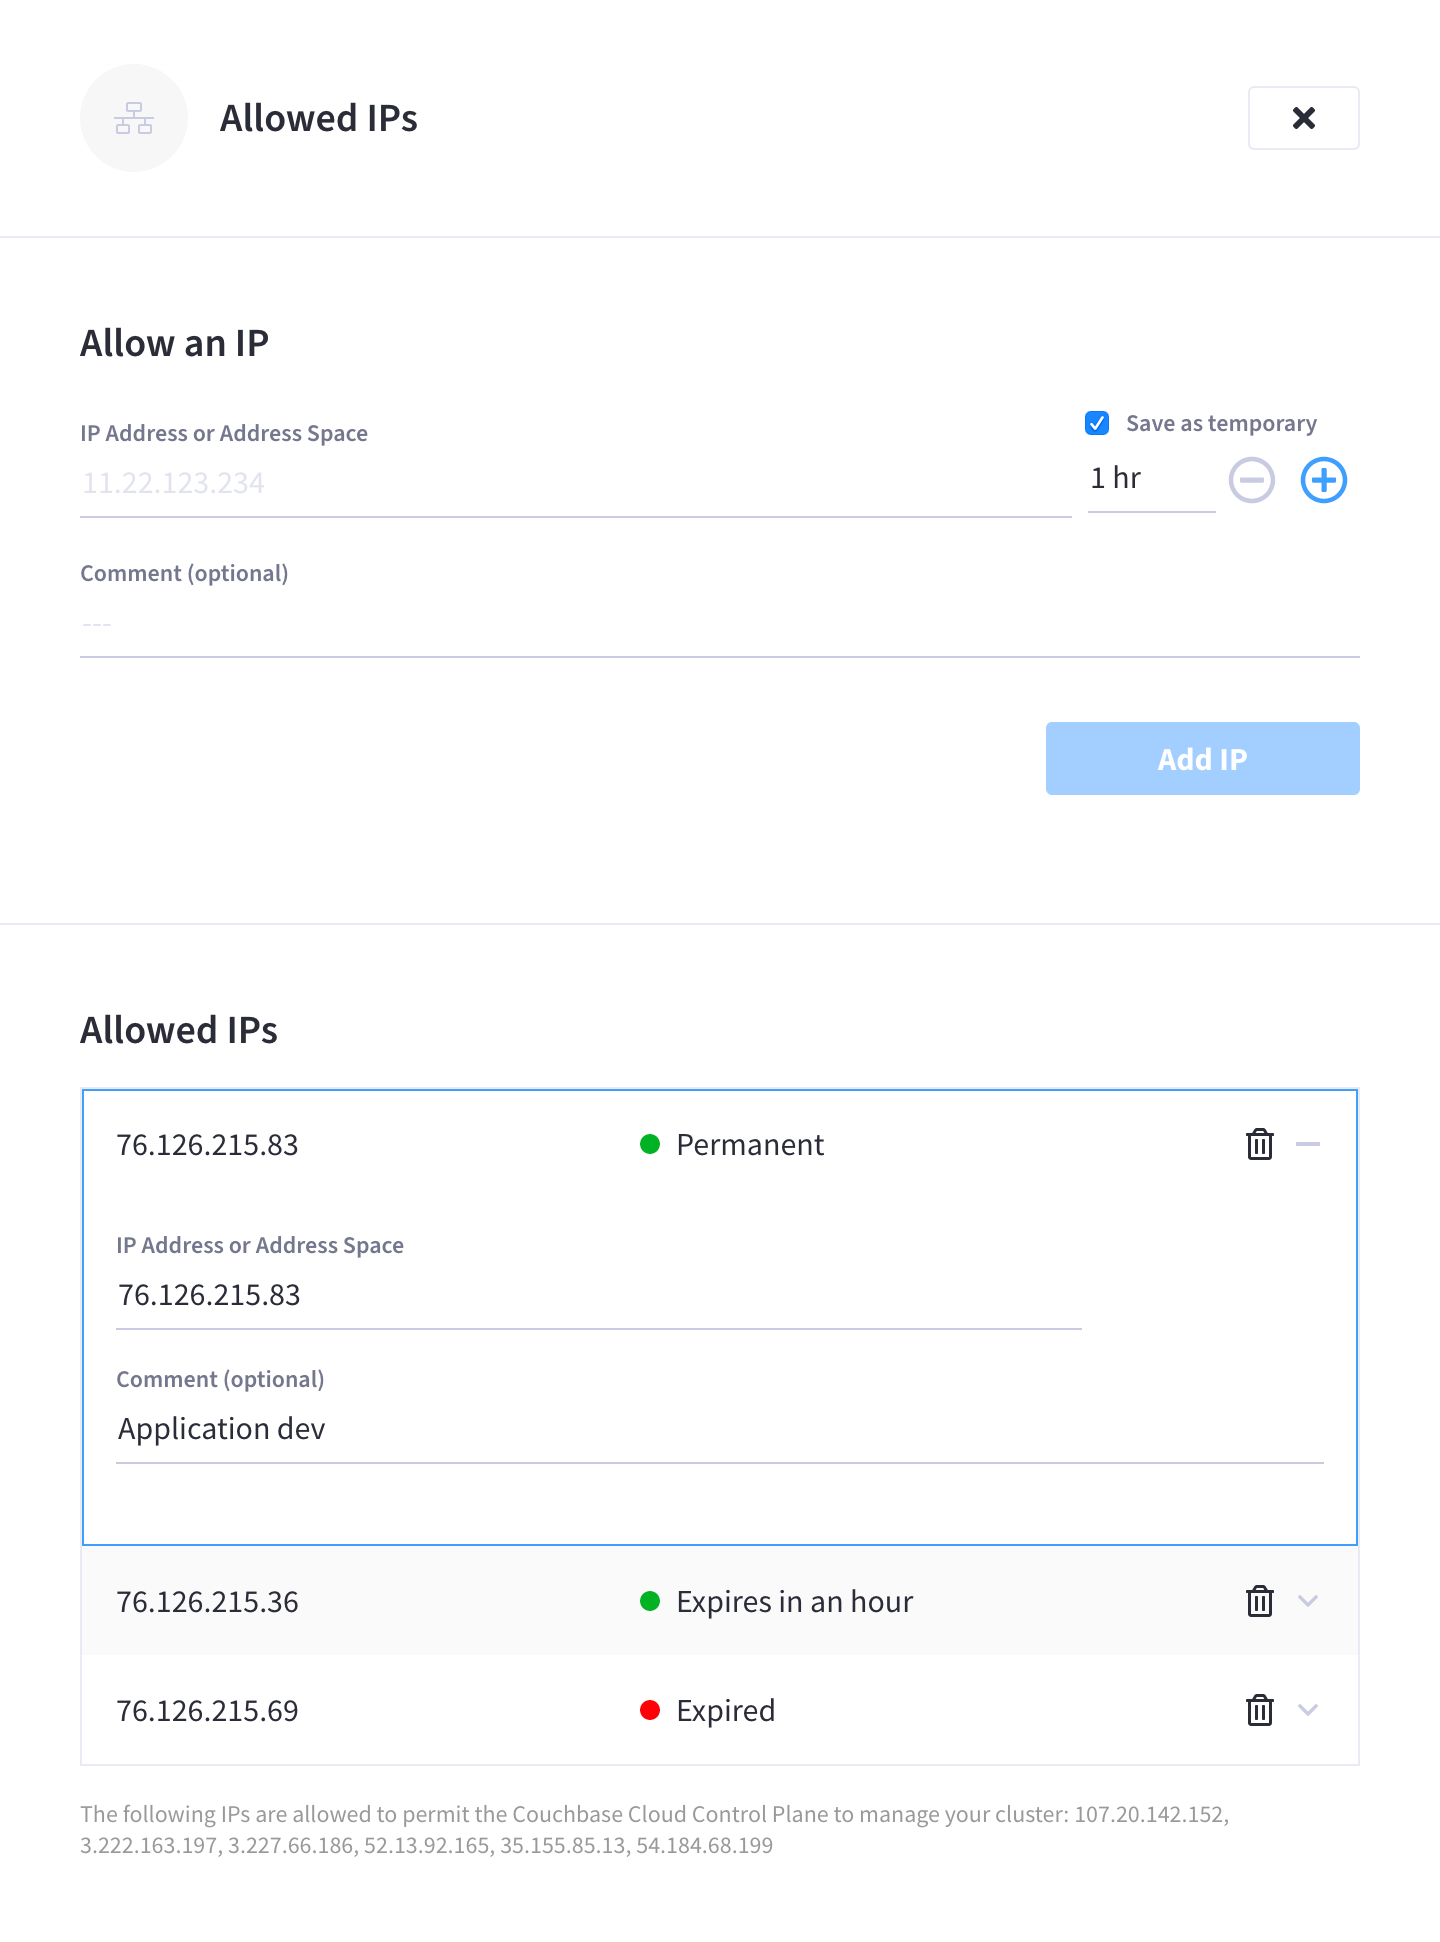 Allowed IPs
Allow an IP
IP Address or Address Space
Save as temporary
11.22.123.234
1 hr
Comment (optional)
---
Add IP
Allowed IPs
76.126.215.83 Permanent
IP Address or Address Space
76.126.215.83
Comment (optional)
Application dev
76.126.215.36 Expires in an hour
76.126.215.69 Expired
The following IPs are allowed to permit the Couchbase Cloud Control Plane to manage your cluster: 107.20.142.152,
3.222.163.197, 3.227.66.186, 52.13.92.165, 35.155.85.13, 54.184.68.199